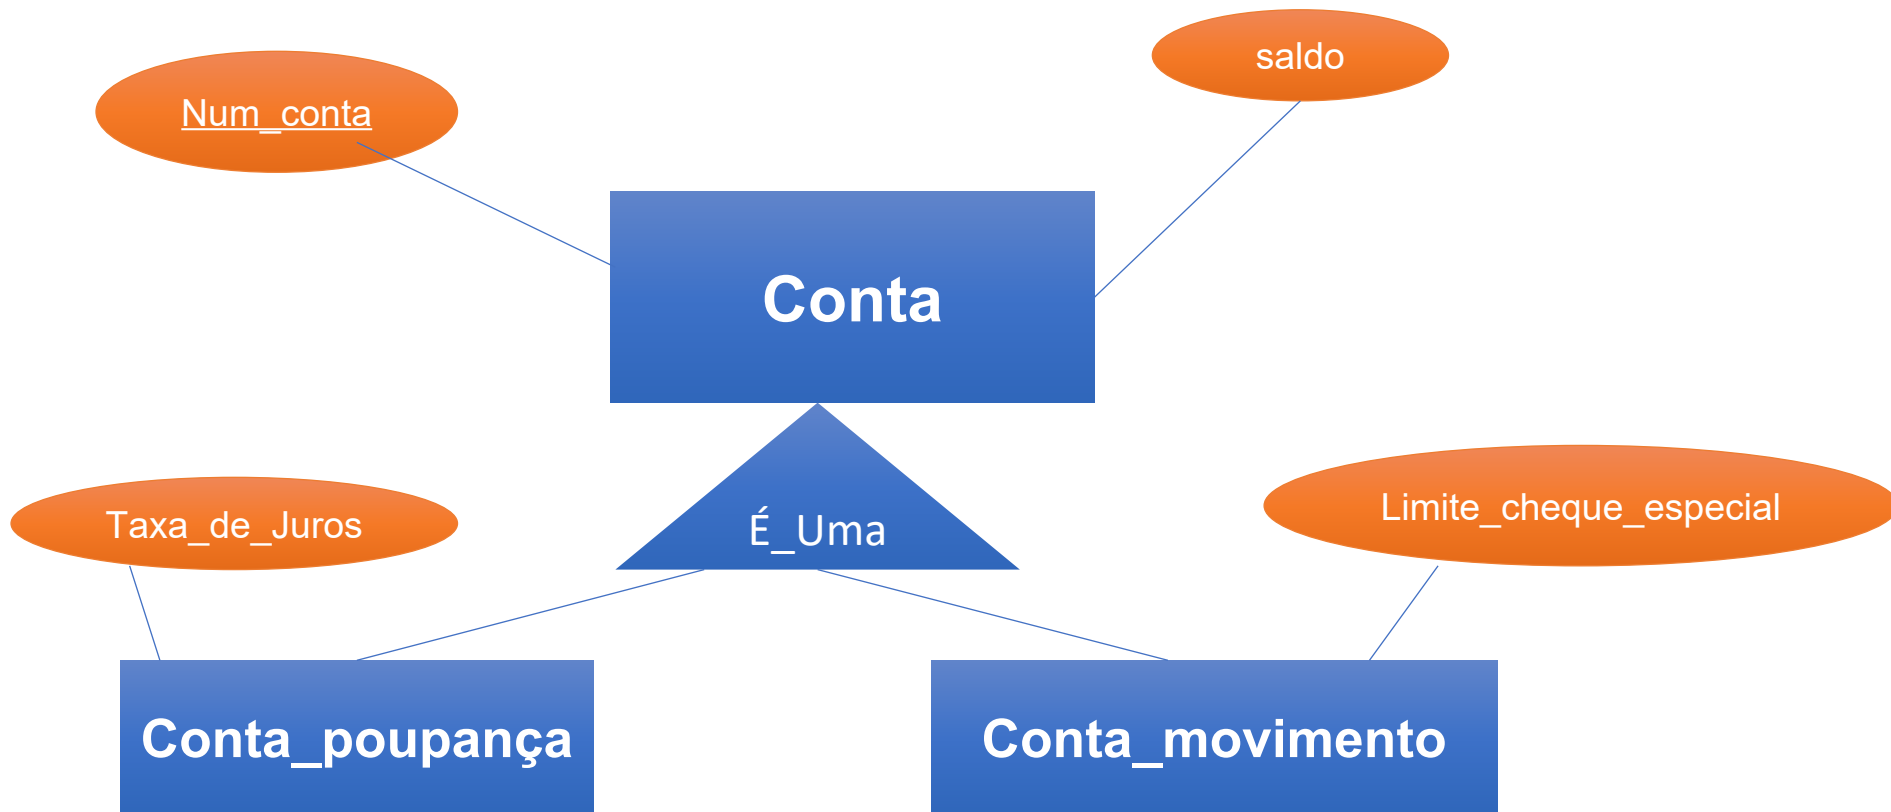 saldo
Num_conta
Conta
Limite_cheque_especial
Taxa_de_Juros
É_Uma
Conta_poupança
Conta_movimento